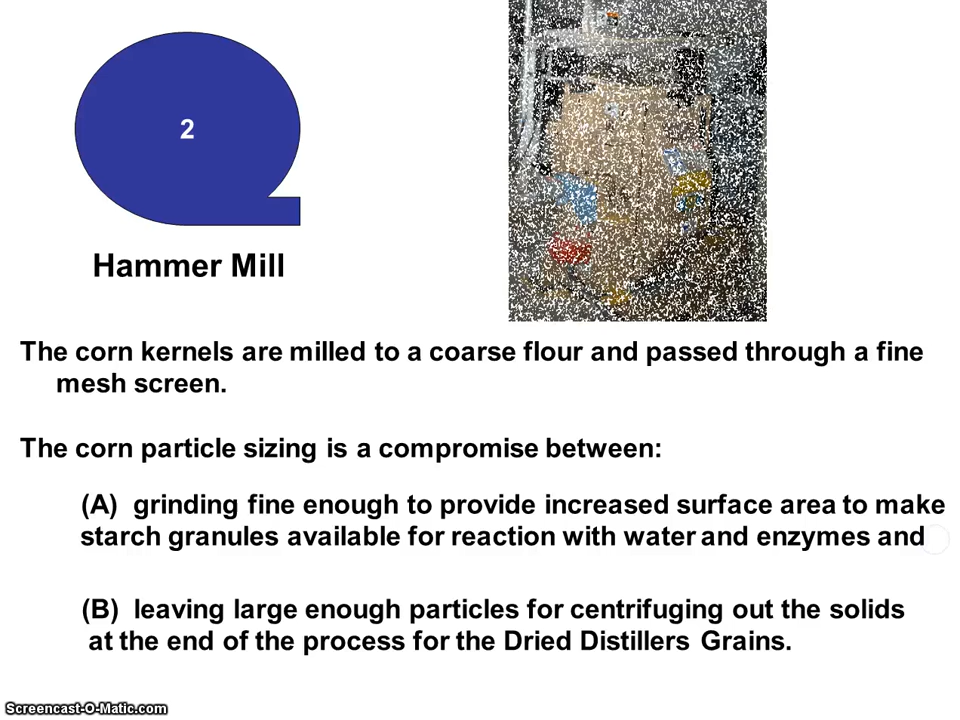 2
Hammer Mill
The corn kernels are milled to a coarse flour and passed through a fine
mesh screen.
The corn particle sizing is a compromise between:
(A) grinding fine enough to provide increased surface area to make
starch granules available for reaction with water and enzymes and
(B) leaving large enough particles for centrifuging out the solids
at the end of the process for the Dried Distillers Grains.
Screencast-O-Matic.com